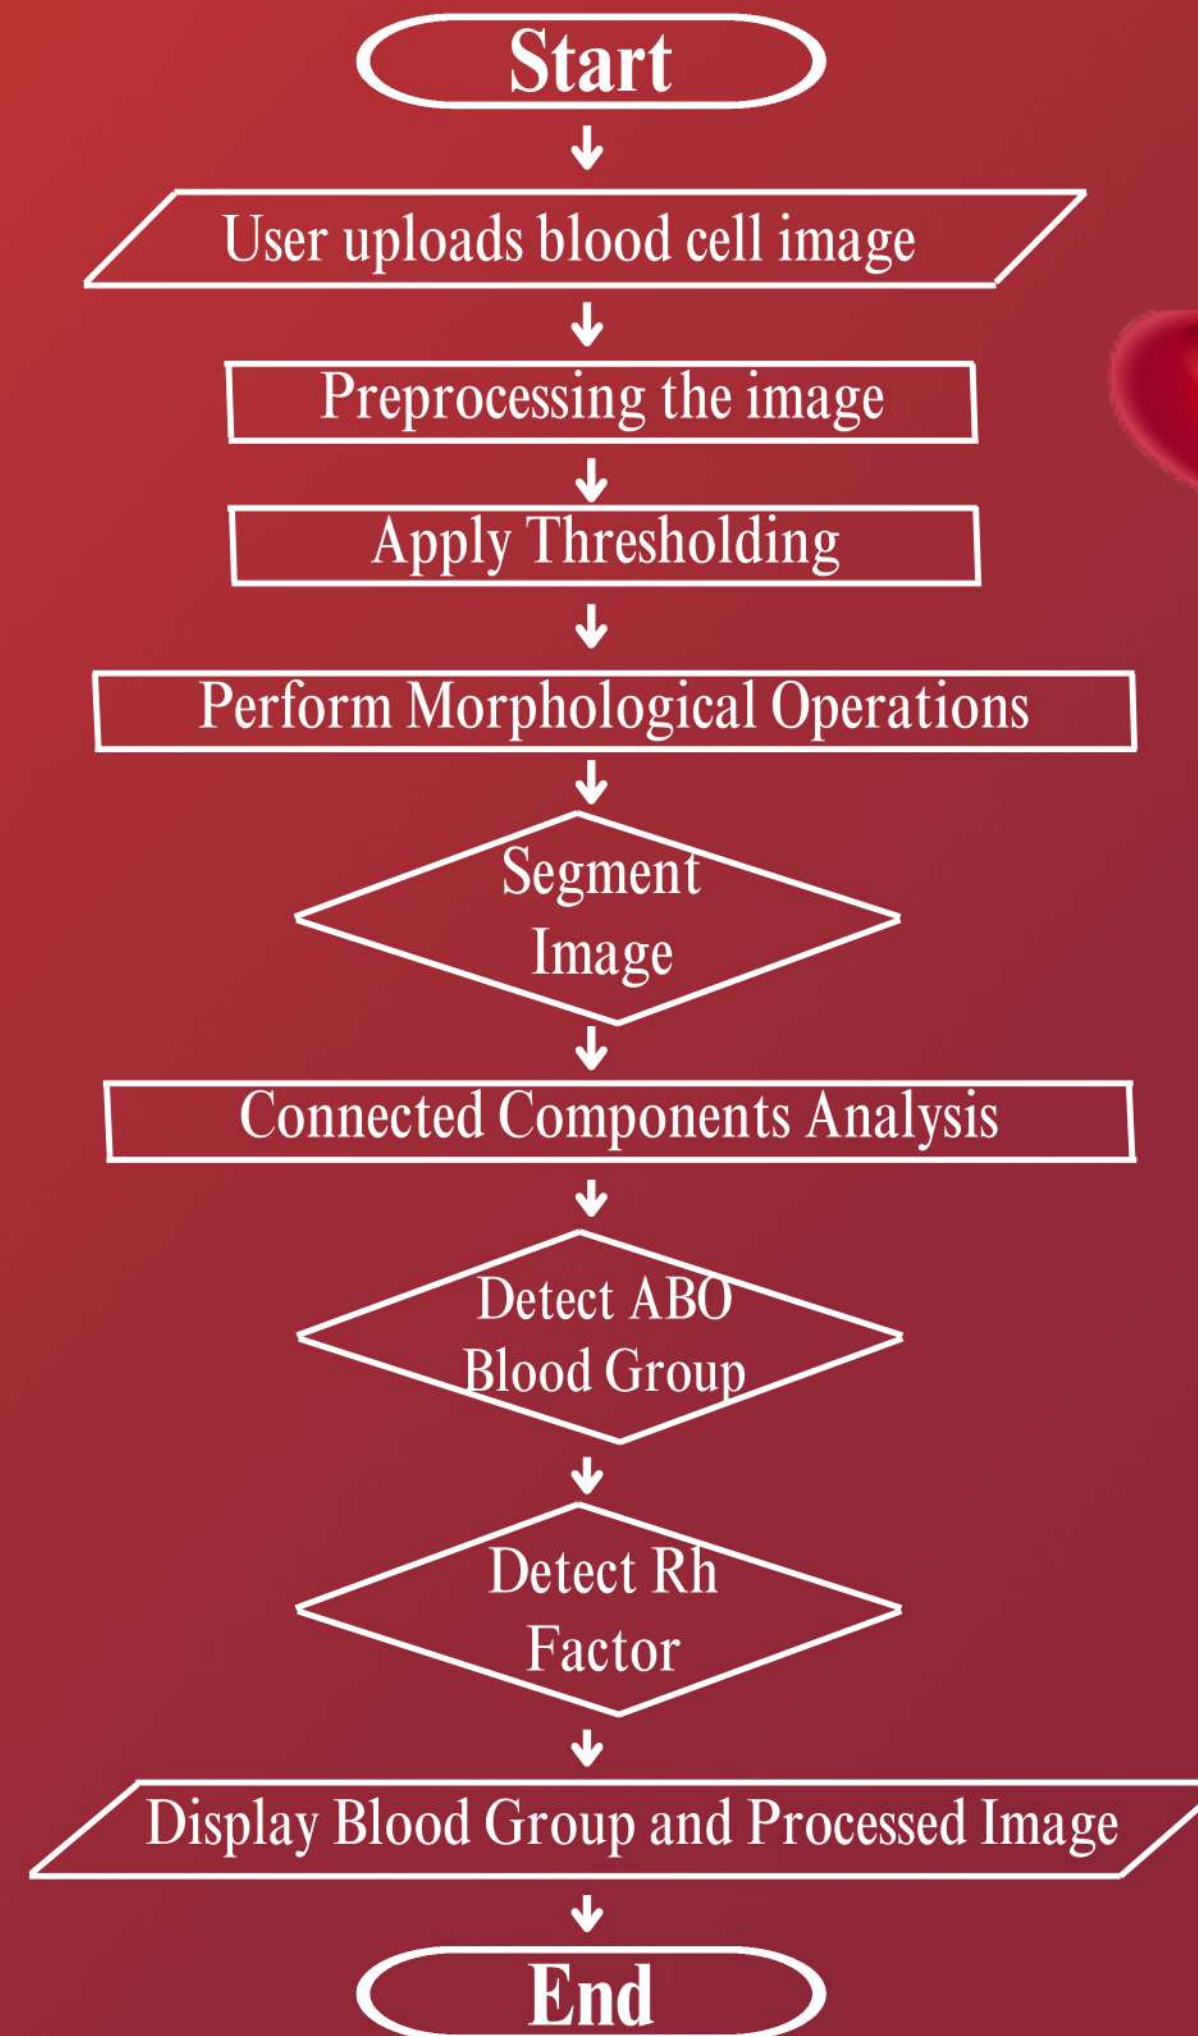 Start
User uploads blood cell image
Preprocessing the image
Apply Thresholding
Perform Morphological Operations
Segment
Image
Connected Components Analysis
Detect ABO
Blood Group
Detect Rh
Factor
Display Blood Group and Processed Image
End